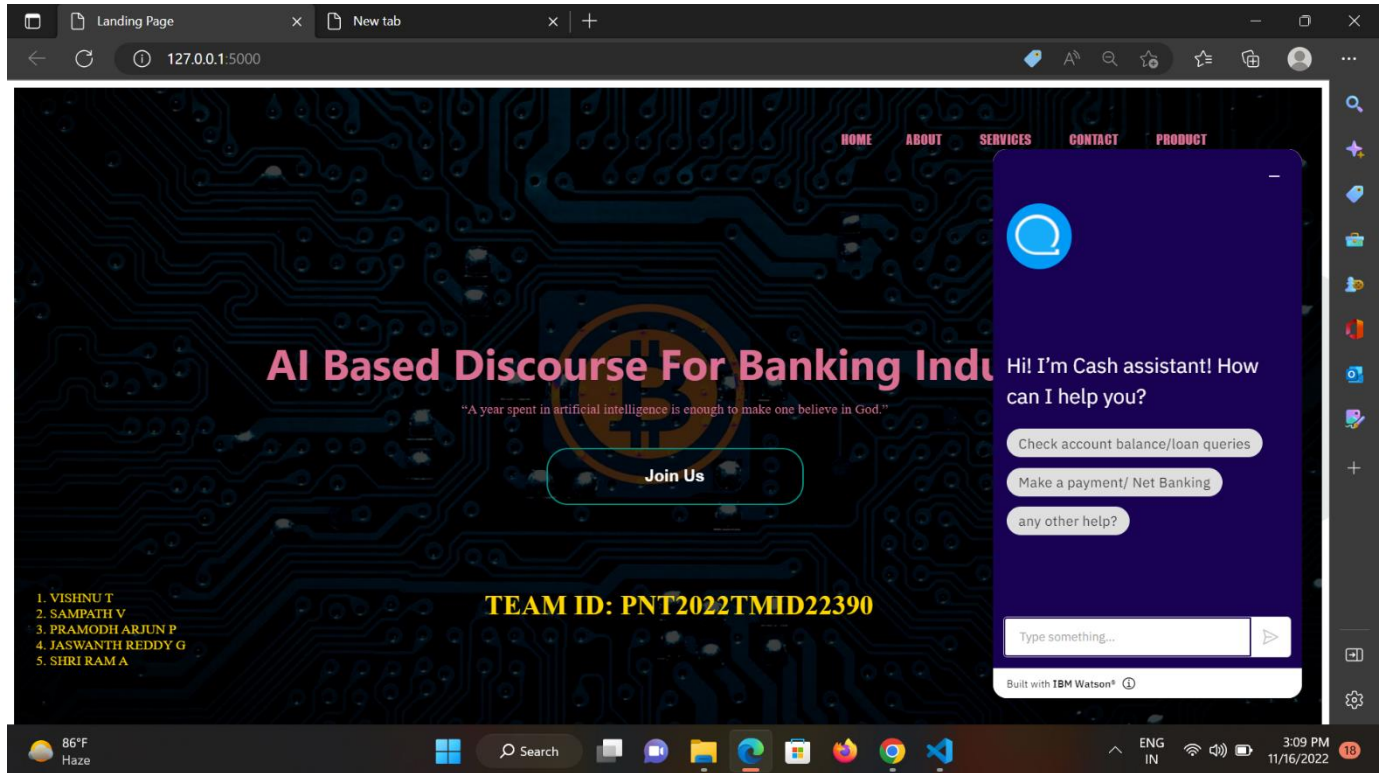 Landing Page
New tab
127.0.0.1:5000
HOME ABOUT SERVICES CONTACT PRODUCT
AI Based Discourse For Banking Indu
“A year spent in artificial intelligence is enough to make one believe in God.”
Join Us
1. VISHNU T
2. SAMPATH V
3. PRAMODH ARJUN P
4. JASWANTH REDDY G
5. SHRI RAM A
TEAM ID: PNT2022TMID22390
Hi! I’m Cash assistant! How
can I help you?
Check account balance/loan queries
Make a payment/ Net Banking
any other help?
Type something...
Built with IBM Watson®
86°F
Haze
Search
ENG
IN
3:09 PM
11/16/2022
18